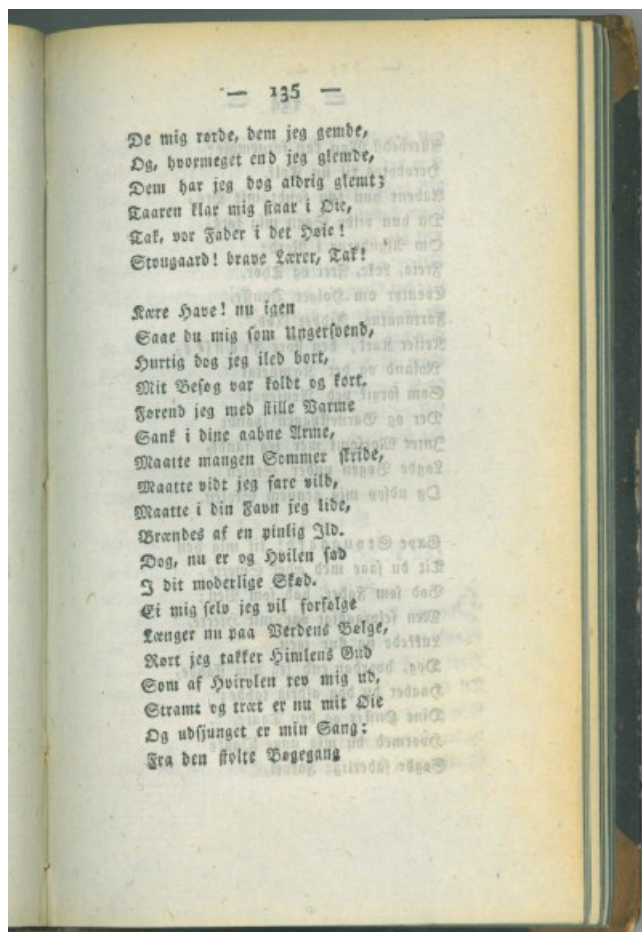 — 135 —
De mig rørde, dem jeg gemde,
Og, hvormeget end jeg glemde,
Dem har jeg dog aldrig glemt;
Taaren klar mig staar i Øie,
Tak, vor Fader i det Høie!
Stougaard! brave Lærer, Tak!
Kære Have! nu igen
Saae du mig som Ungersvend,
Hurtig dog jeg iled bort,
Mit Besøg var koldt og kort.
Førend jeg med stille Varme
Sank i dine aabne Arme,
Maatte mangen Sommer skride,
Maatte vidt jeg fare vild,
Maatte i din Favn jeg lide,
Brændes af en pinlig Ild.
Dog, nu er og Hvilen sød
I dit moderlige Skød.
Ei mig selv jeg vil forfølge
Længer nu paa Verdens Bølge,
Rørt jeg takker Himlens Gud
Som af Hvirvlen rev mig ud,
Stramt og træt er nu mit Øie
Og udsjunget er min Sang;
Fra den stolte Bøgegang